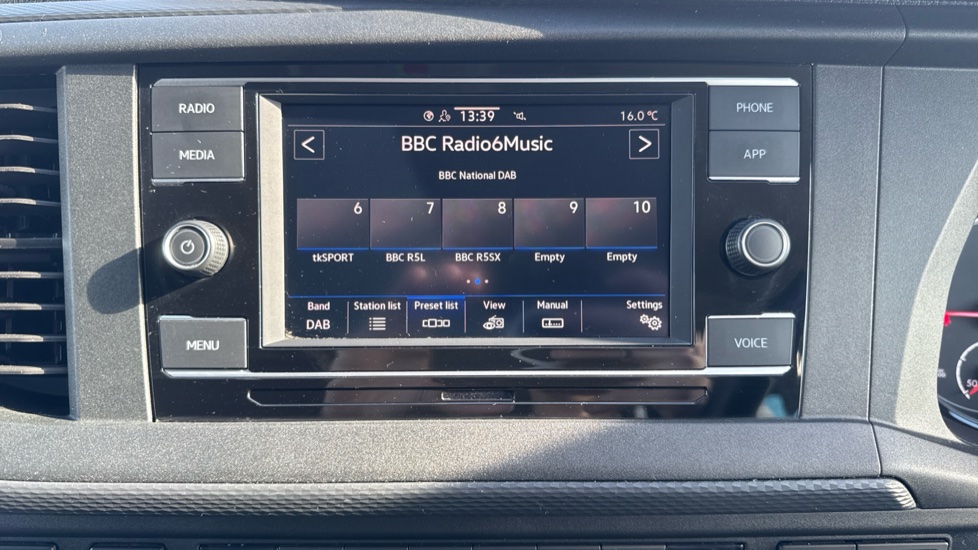 RADIO
MEDIA
MENU
13:39
16.0 °C
<
BBC Radio6Music
>
BBC National DAB
6 7 8 9 10
tkSPORT BBC R5L BBC R5SX Empty Empty
Band Station list Preset list View Manual Settings
DAB
PHONE
APP
VOICE
50